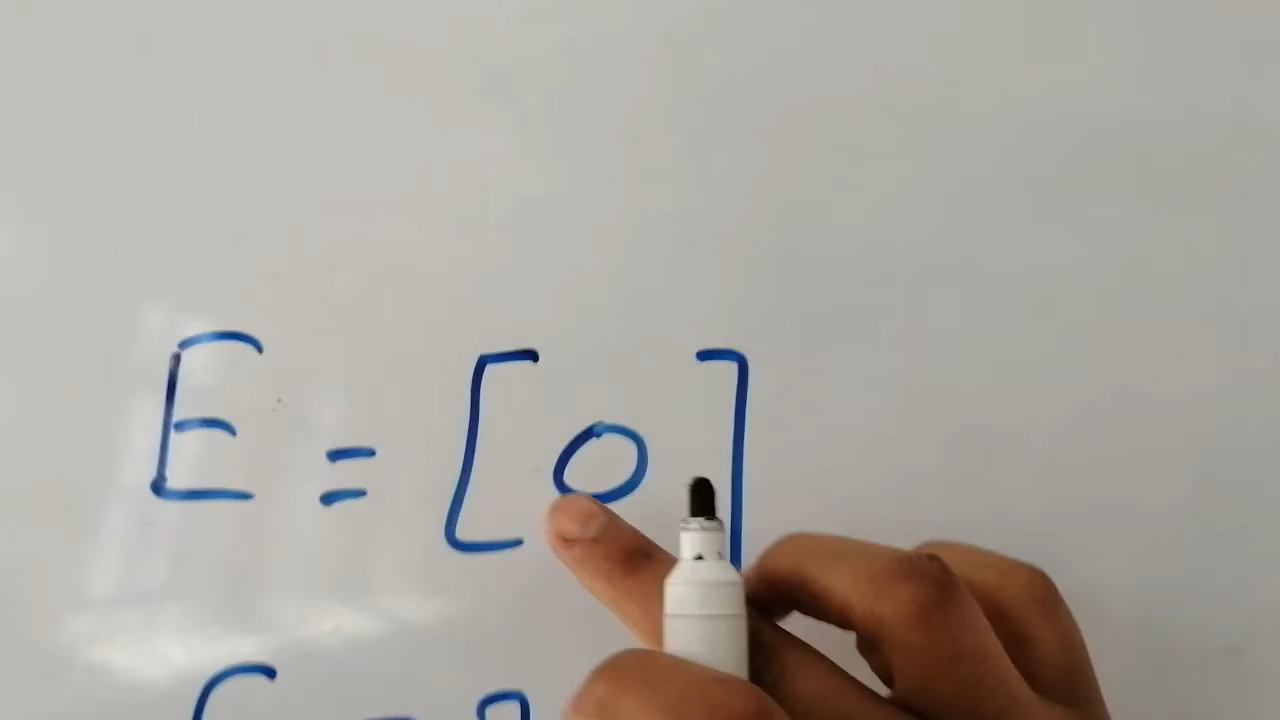 E = [0]